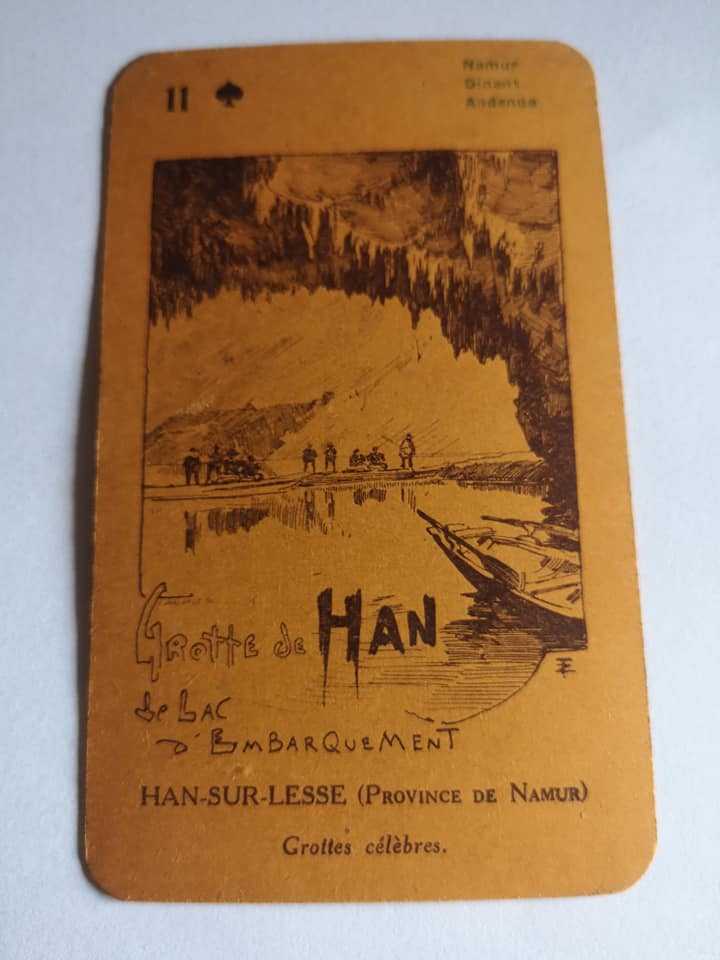 11 ♠
Namur
Dinant
Andenne
GROTTE de HAN
Le LAC
D'EMBARQUEMENT
HAN-SUR-LESSE (PROVINCE DE NAMUR)
Grottes célèbres.